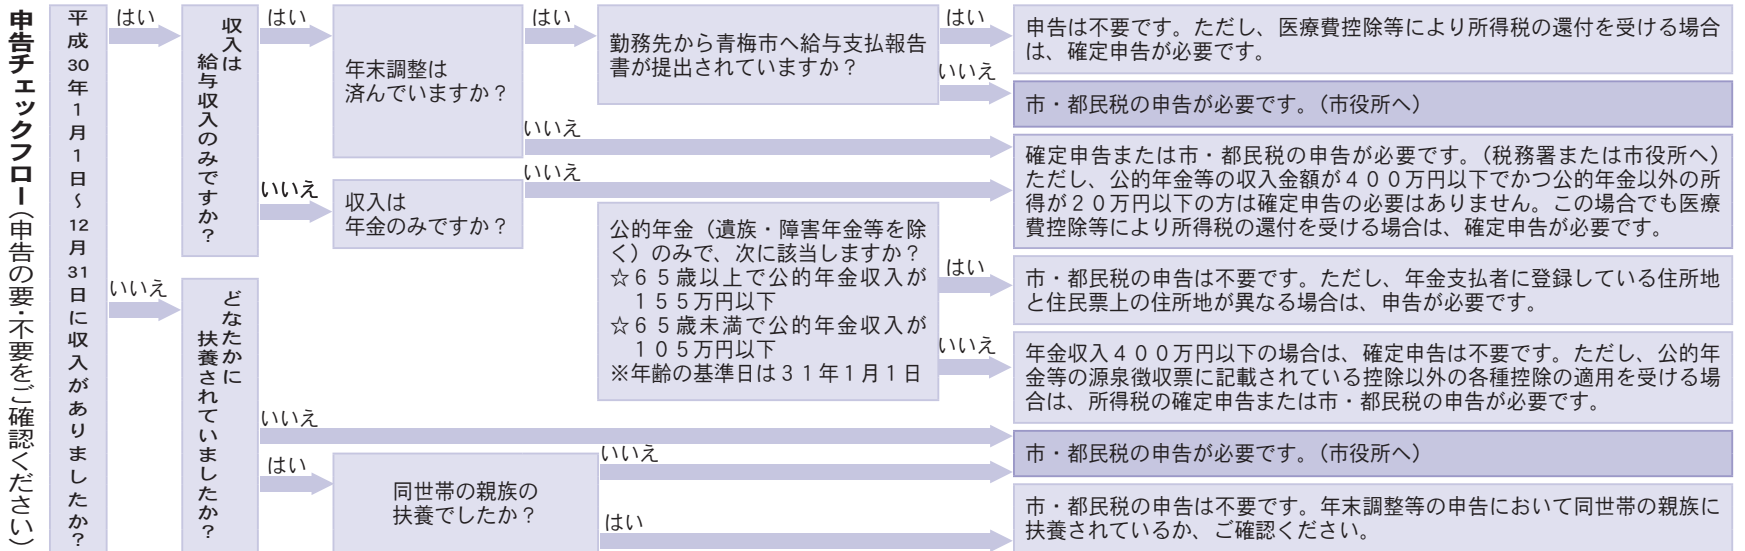 申告チェックフロー（申告の要・不要をご確認ください）
平成30年1月1日〜12月31日に収入がありましたか？
はい
収入は
給与収入のみですか？
はい
年末調整は
済んでいますか？
はい
勤務先から青梅市へ給与支払報告
書が提出されていますか？
はい
申告は不要です。ただし、医療費控除等により所得税の還付を受ける場合
は、確定申告が必要です。
いいえ
市・都民税の申告が必要です。（市役所へ）
いいえ
確定申告または市・都民税の申告が必要です。（税務署または市役所へ）
ただし、公的年金等の収入金額が４００万円以下でかつ公的年金以外の所
得が２０万円以下の方は確定申告の必要はありません。この場合でも医療
費控除等により所得税の還付を受ける場合は、確定申告が必要です。
いいえ
収入は
年金のみですか？
いいえ
公的年金（遺族・障害年金等を除
く）のみで、次に該当しますか？
☆６５歳以上で公的年金収入が
１５５万円以下
☆６５歳未満で公的年金収入が
１０５万円以下
※年齢の基準日は３１年１月１日
はい
市・都民税の申告は不要です。ただし、年金支払者に登録している住所地
と住民票上の住所地が異なる場合は、申告が必要です。
いいえ
年金収入４００万円以下の場合は、確定申告は不要です。ただし、公的年
金等の源泉徴収票に記載されている控除以外の各種控除の適用を受ける場
合は、所得税の確定申告または市・都民税の申告が必要です。
いいえ
どなたかに
扶養されていましたか？
いいえ
市・都民税の申告が必要です。（市役所へ）
はい
同世帯の親族の
扶養でしたか？
いいえ
はい
市・都民税の申告は不要です。年末調整等の申告において同世帯の親族に
扶養されているか、ご確認ください。